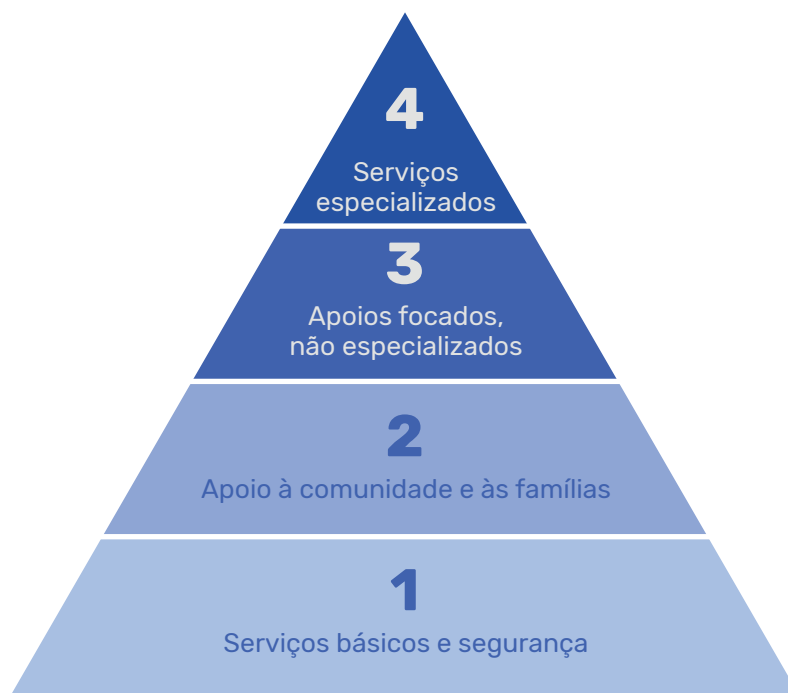 4
Serviços
especializados
3
Apoios focados,
não especializados
2
Apoio à comunidade e às famílias
1
Serviços básicos e segurança